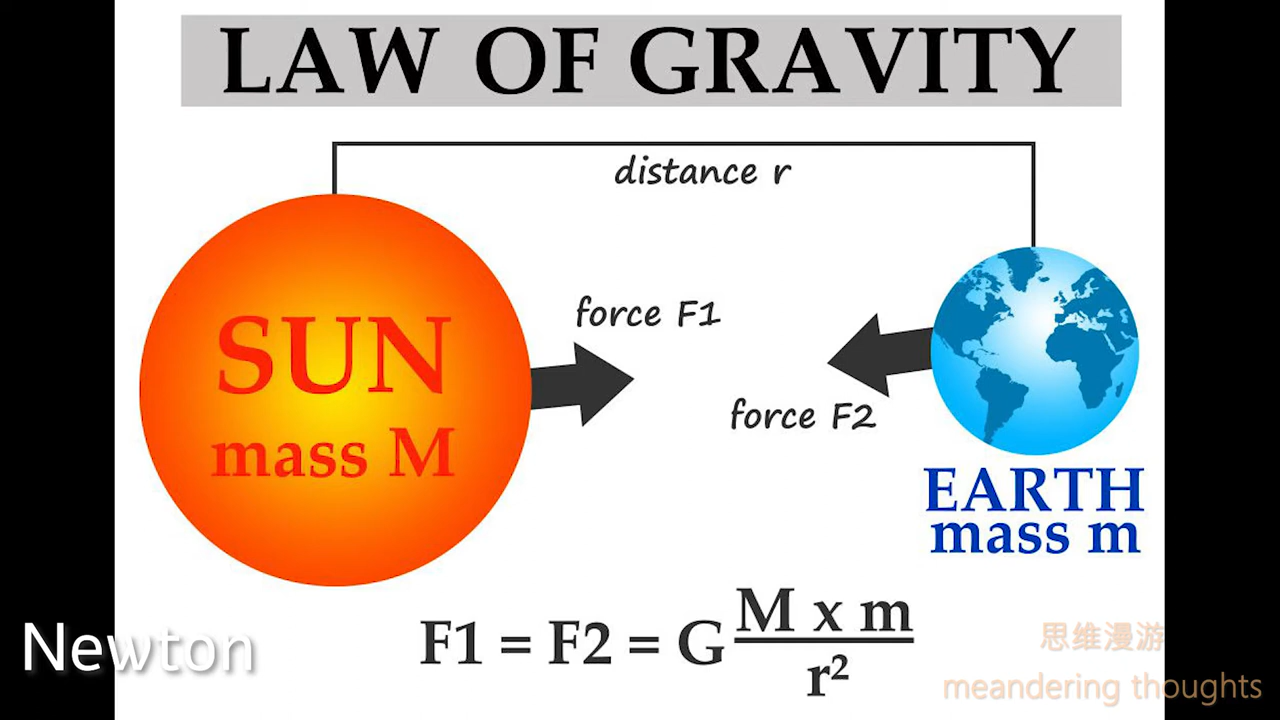 LAW OF GRAVITY
distance r
force F1
SUN
mass M
force F2
EARTH
mass m
F1 = F2 = G M x m / r²
Newton
思维漫游
meandering thoughts